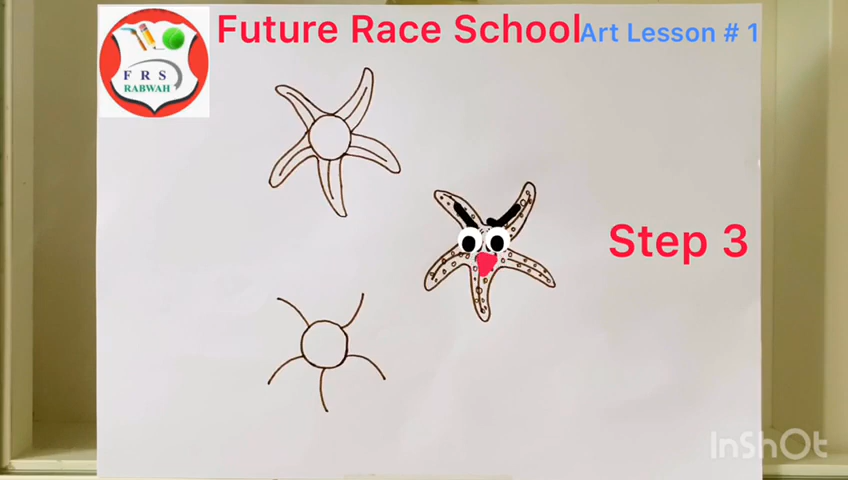 Future Race School
Art Lesson # 1
F R S
RABWAH
Step 3
InShOt